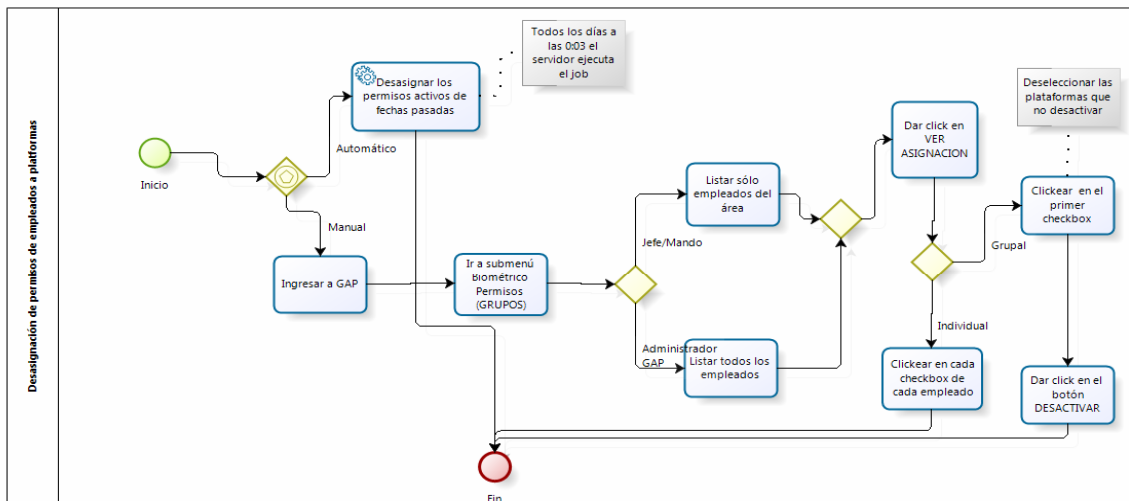 Desasignación de permisos de empleados a platformas
Inicio
Desasignar los
permisos activos de
fechas pasadas
Todos los días a
las 0:03 el
servidor ejecuta
el job
Automático
Manual
Ingresar a GAP
Ir a submenú
Biométrico
Permisos
(GRUPOS)
Jefe/Mando
Listar sólo
empleados del
área
Administrador
GAP
Listar todos los
empleados
Dar click en
VER
ASIGNACION
Deseleccionar las
plataformas que
no desactivar
Grupal
Clickear en el
primer
checkbox
Individual
Clickear en cada
checkbox de
cada empleado
Dar click en el
botón
DESACTIVAR
Fin